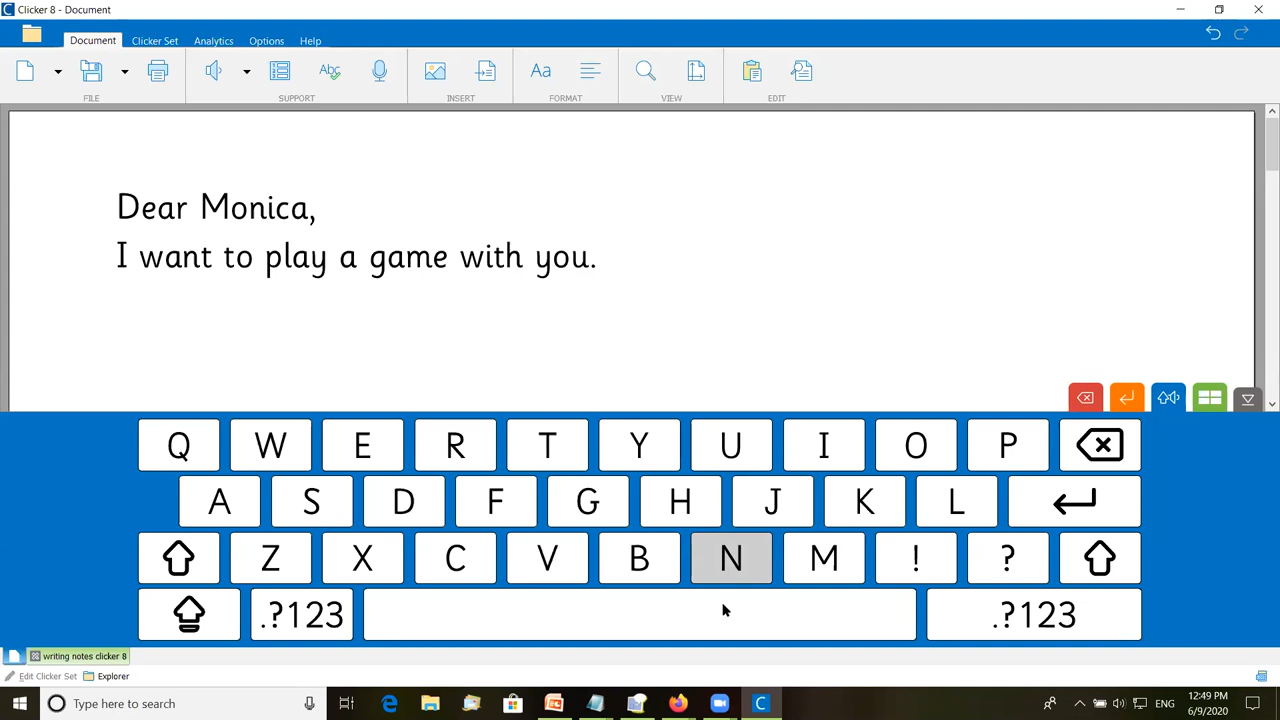 Clicker 8 - Document
Document Clicker Set Analytics Options Help
Abc Aa
FILE SUPPORT INSERT FORMAT VIEW EDIT
Dear Monica,
I want to play a game with you.
Q W E R T Y U I O P
A S D F G H J K L
Z X C V B N M ! ?
.?123 .?123
writing notes clicker 8
Edit Clicker Set Explorer
Type here to search
ENG
12:49 PM
6/9/2020